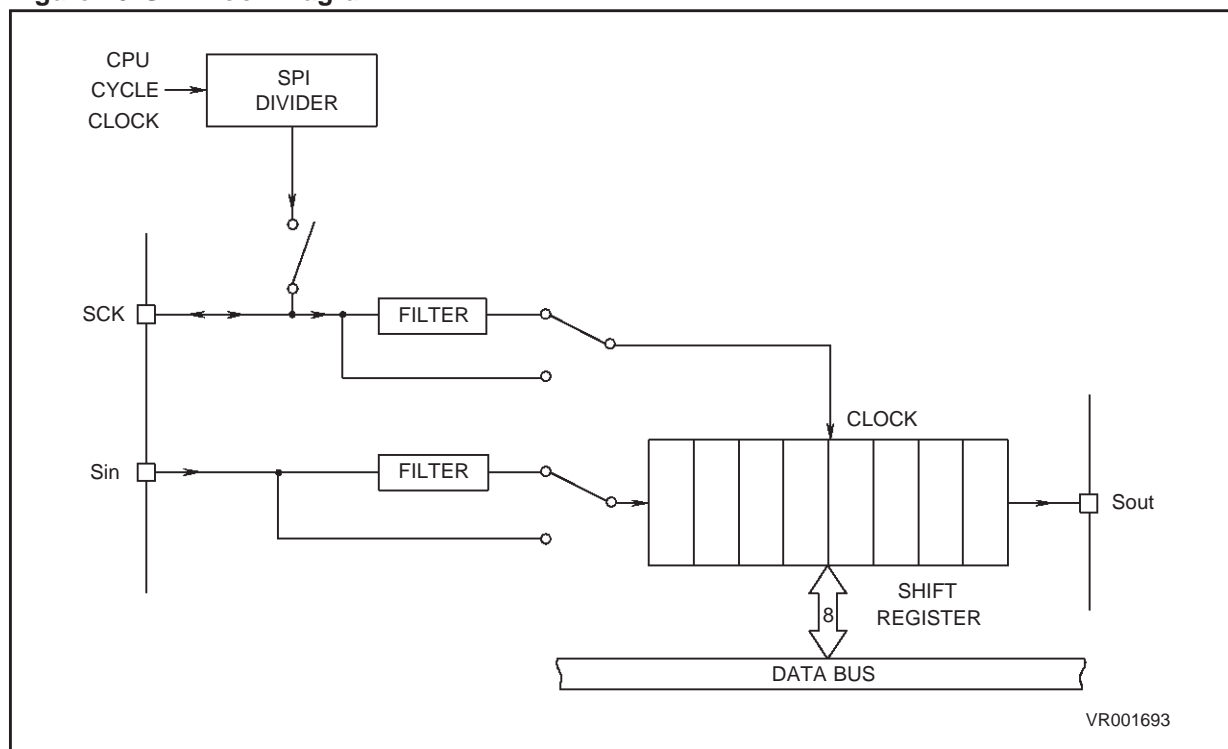 CPU
CYCLE
CLOCK
SPI
DIVIDER
SCK
FILTER
CLOCK
Sin
FILTER
Sout
SHIFT
REGISTER
8
DATA BUS
VR001693